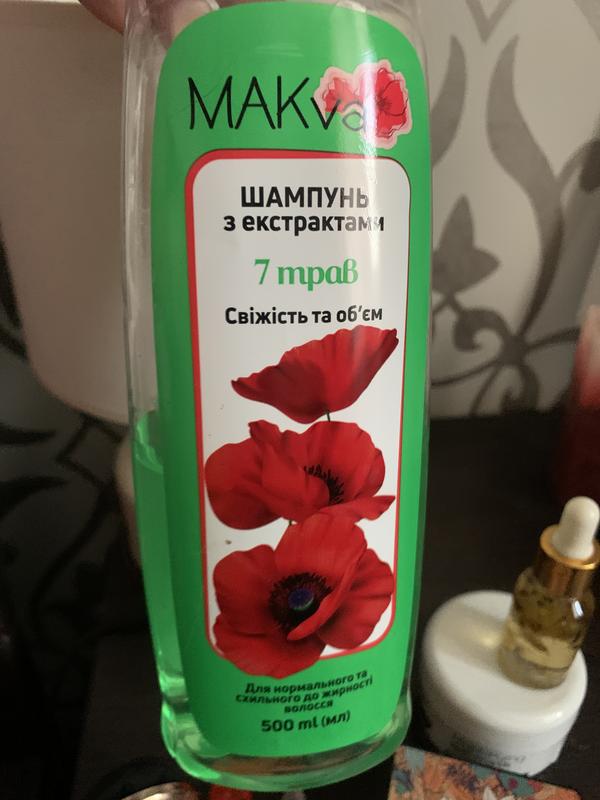 MAKva
ШАМПУНЬ
з екстрактами
7 трав
Свіжість та об'єм
Для нормального та
схильного до жирності
волосся
500 ml (мл)